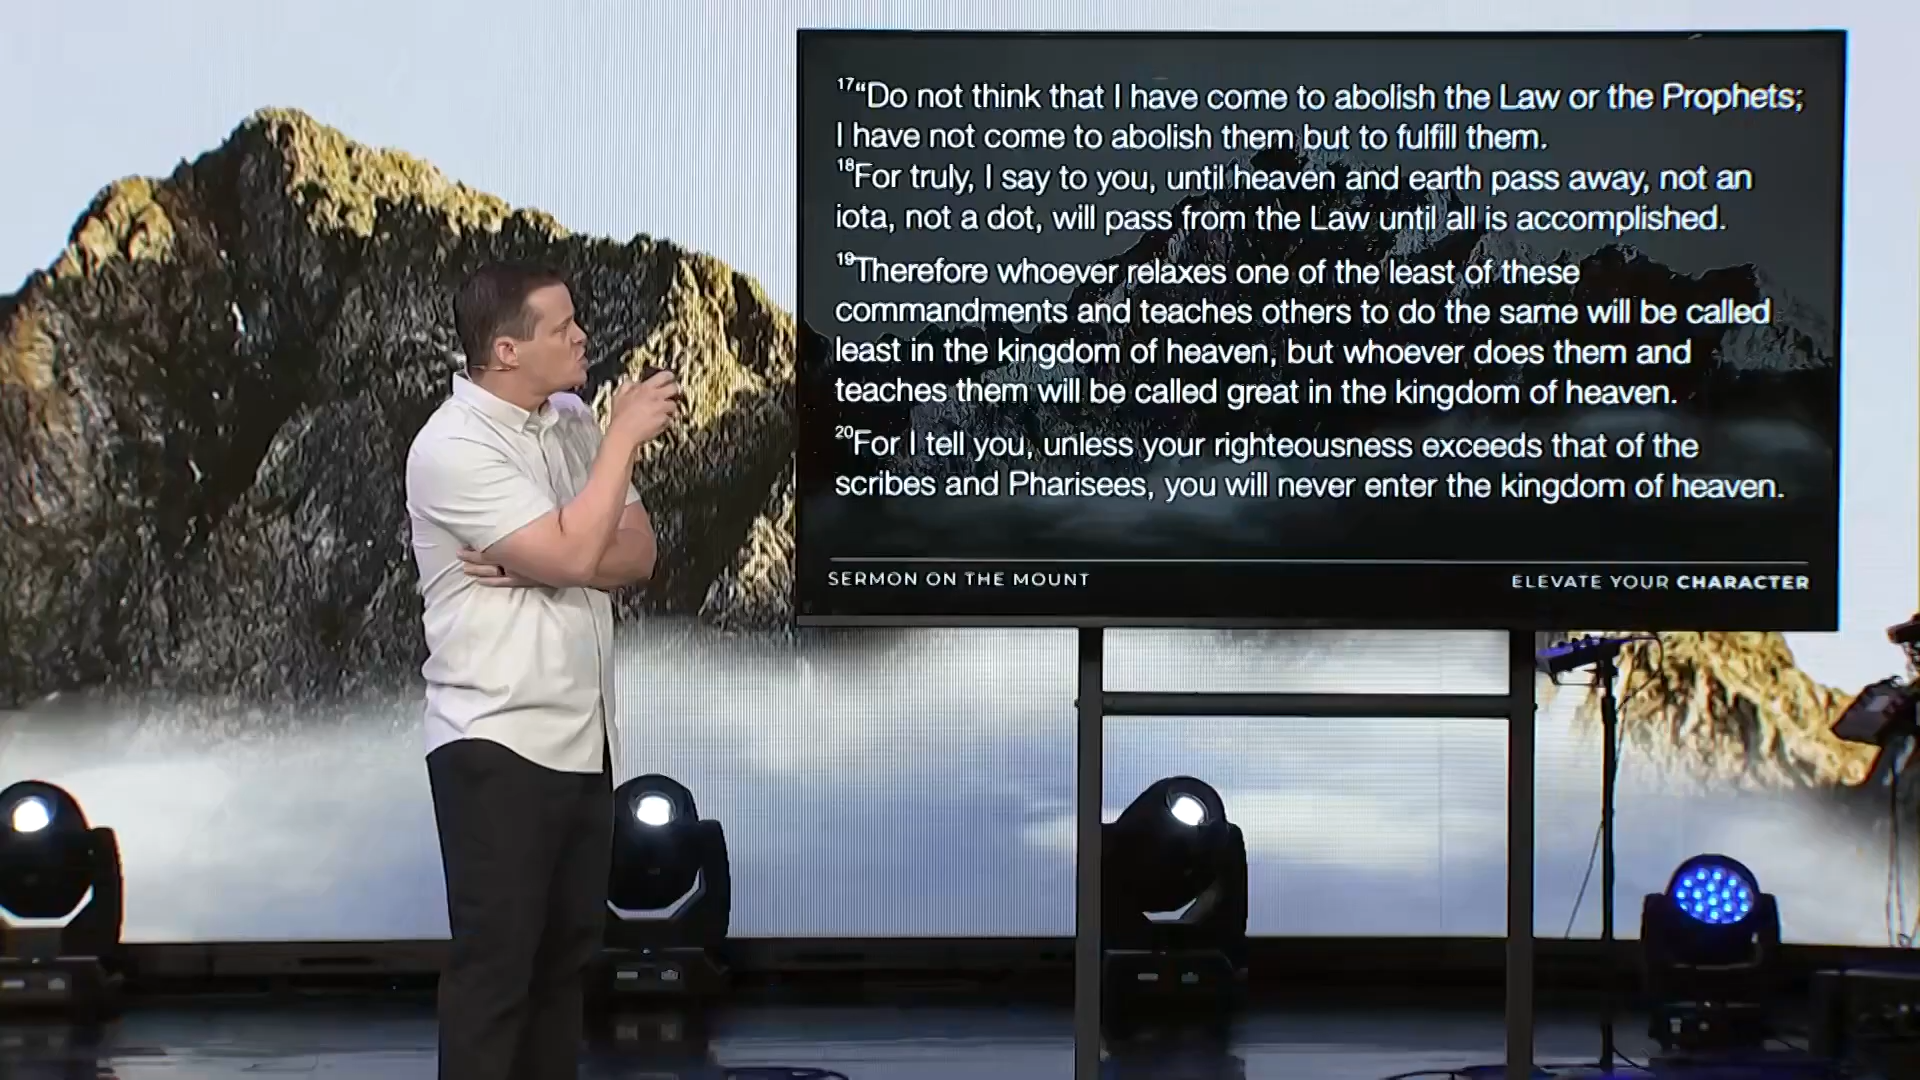 17“Do not think that I have come to abolish the Law or the Prophets;
I have not come to abolish them but to fulfill them.
18For truly, I say to you, until heaven and earth pass away, not an
iota, not a dot, will pass from the Law until all is accomplished.
19Therefore whoever relaxes one of the least of these
commandments and teaches others to do the same will be called
least in the kingdom of heaven, but whoever does them and
teaches them will be called great in the kingdom of heaven.
20For I tell you, unless your righteousness exceeds that of the
scribes and Pharisees, you will never enter the kingdom of heaven.
SERMON ON THE MOUNT
ELEVATE YOUR CHARACTER